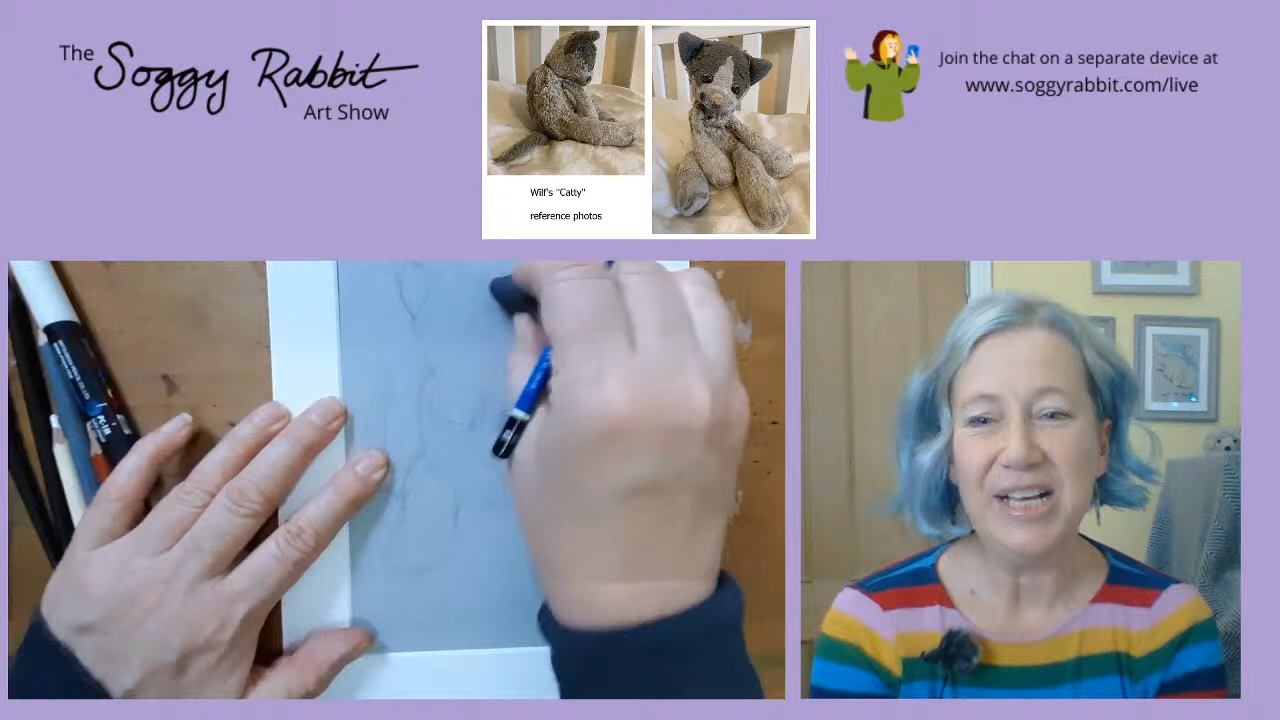 The
Soggy Rabbit
Art Show
Wilf's "Catty"
reference photos
Join the chat on a separate device at
www.soggyrabbit.com/live